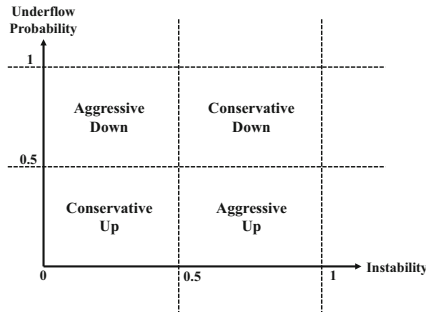 Underflow
Probability
1
Aggressive
Down
Conservative
Down
0.5
Conservative
Up
Aggressive
Up
0
0.5
1
Instability